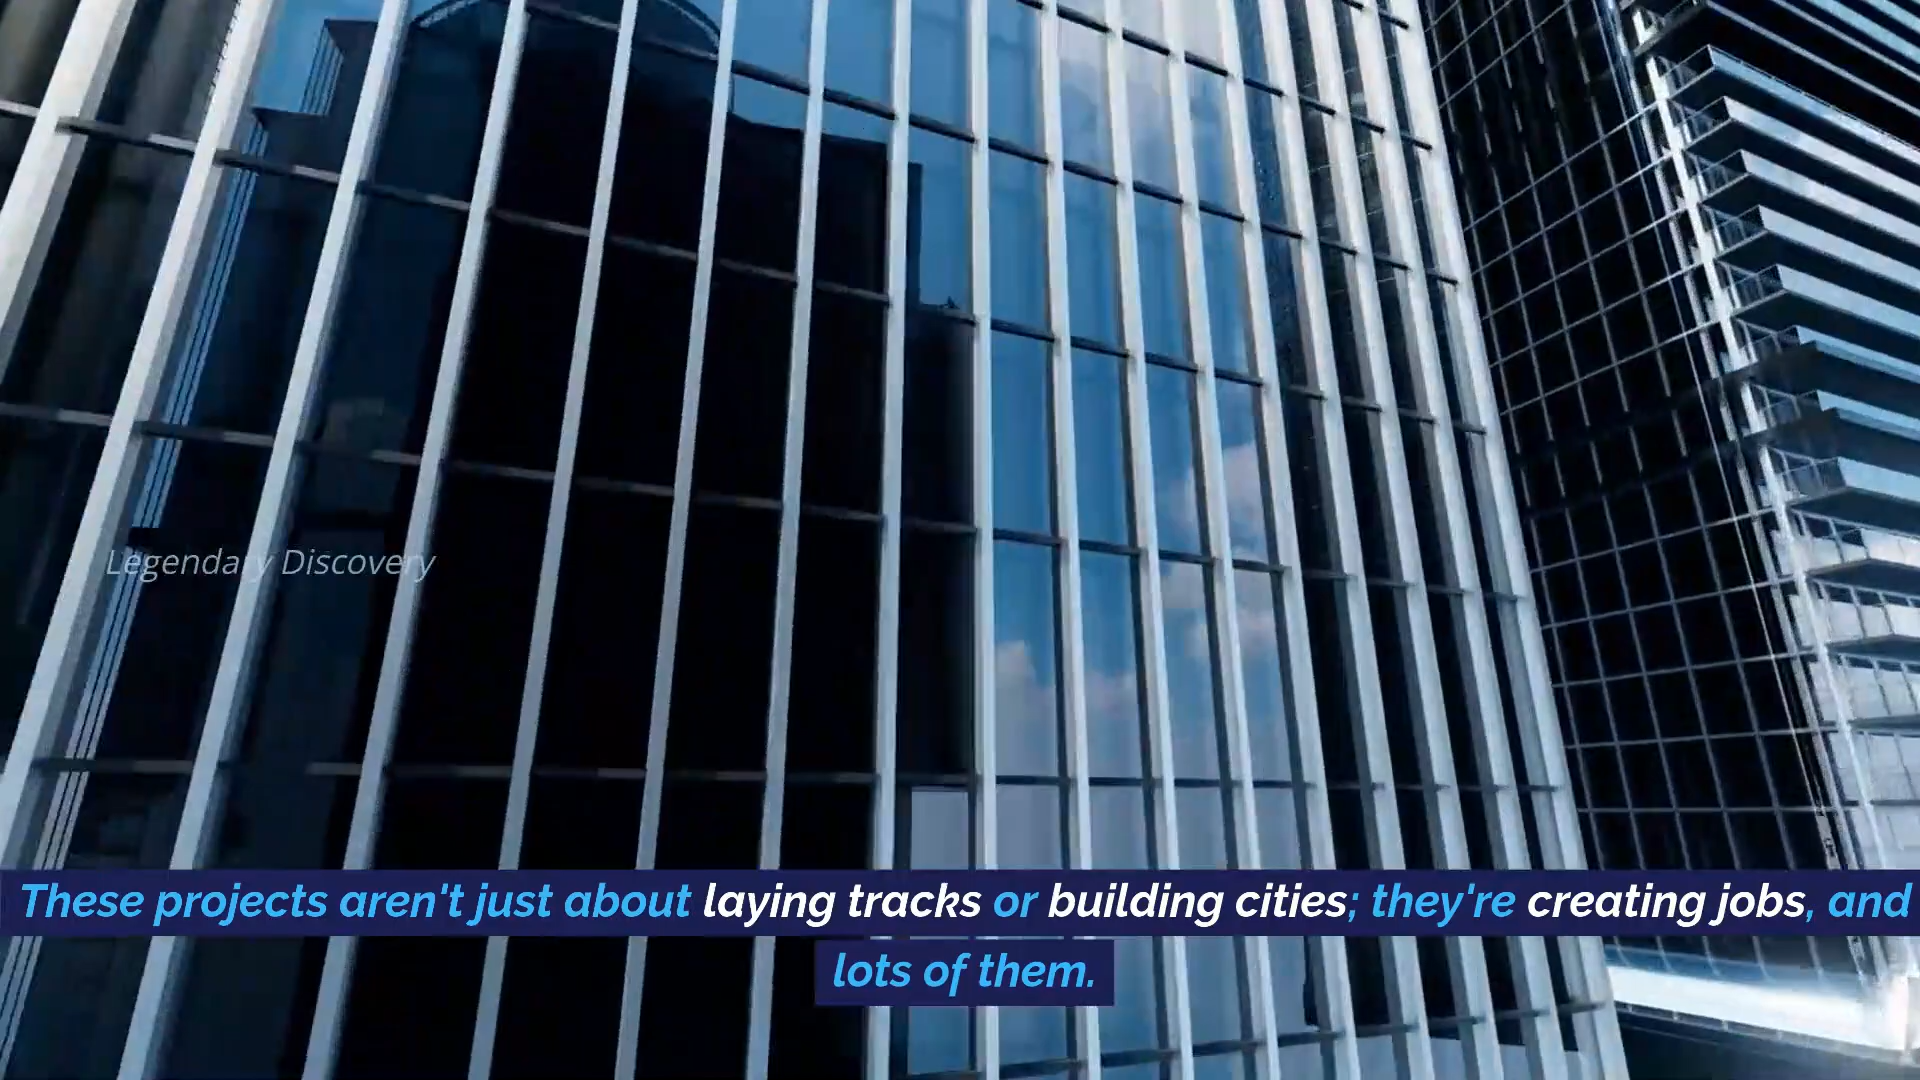 Legendary Discovery
These projects aren't just about laying tracks or building cities; they're creating jobs, and
lots of them.